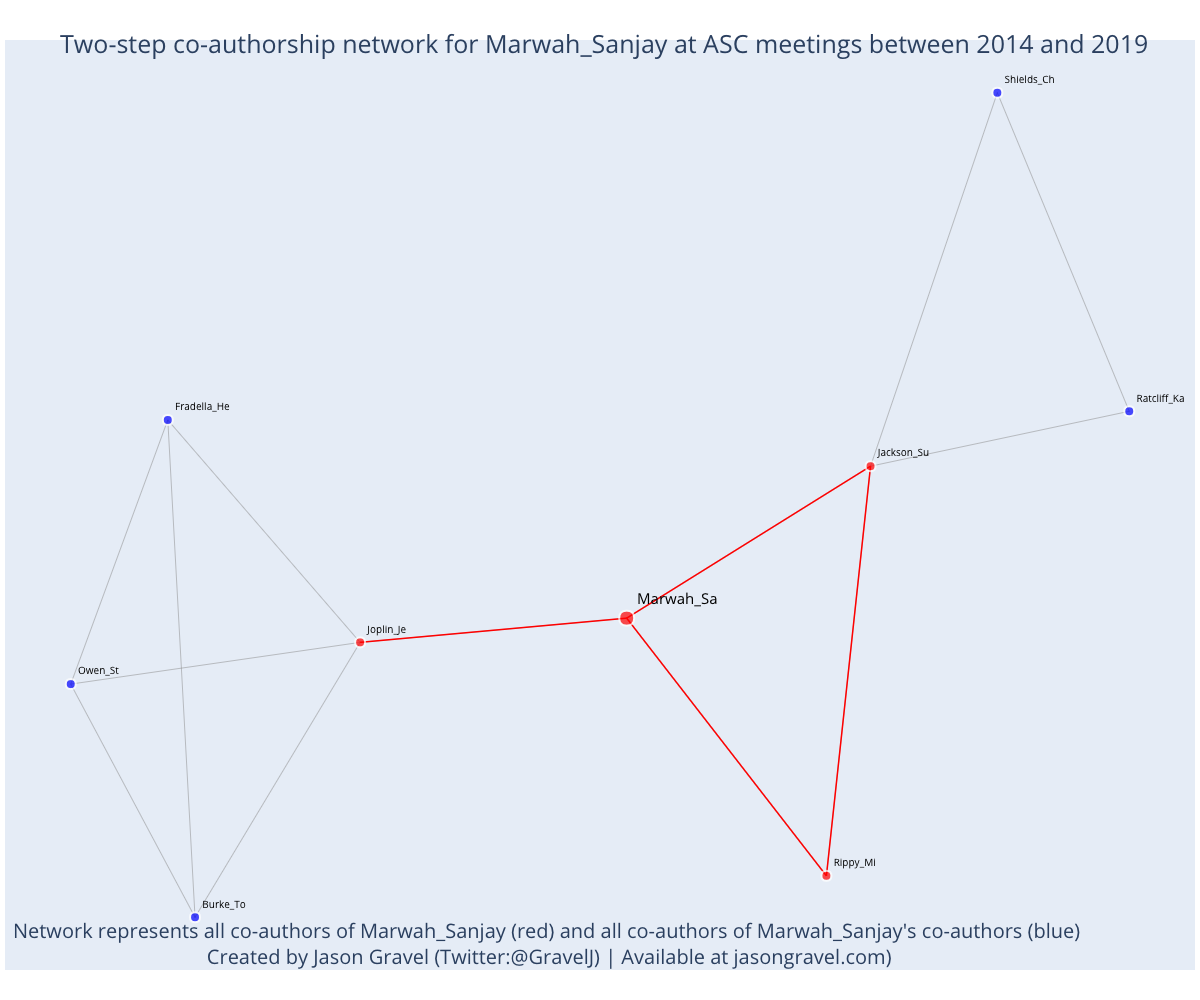 Two-step co-authorship network for Marwah_Sanjay at ASC meetings between 2014 and 2019
Shields_Ch
Ratcliff_Ka
Fradella_He
Jackson_Su
Marwah_Sa
Joplin_Je
Owen_St
Rippy_Mi
Burke_To
Network represents all co-authors of Marwah_Sanjay (red) and all co-authors of Marwah_Sanjay's co-authors (blue)
Created by Jason Gravel (Twitter:@GravelJ) | Available at jasongravel.com)